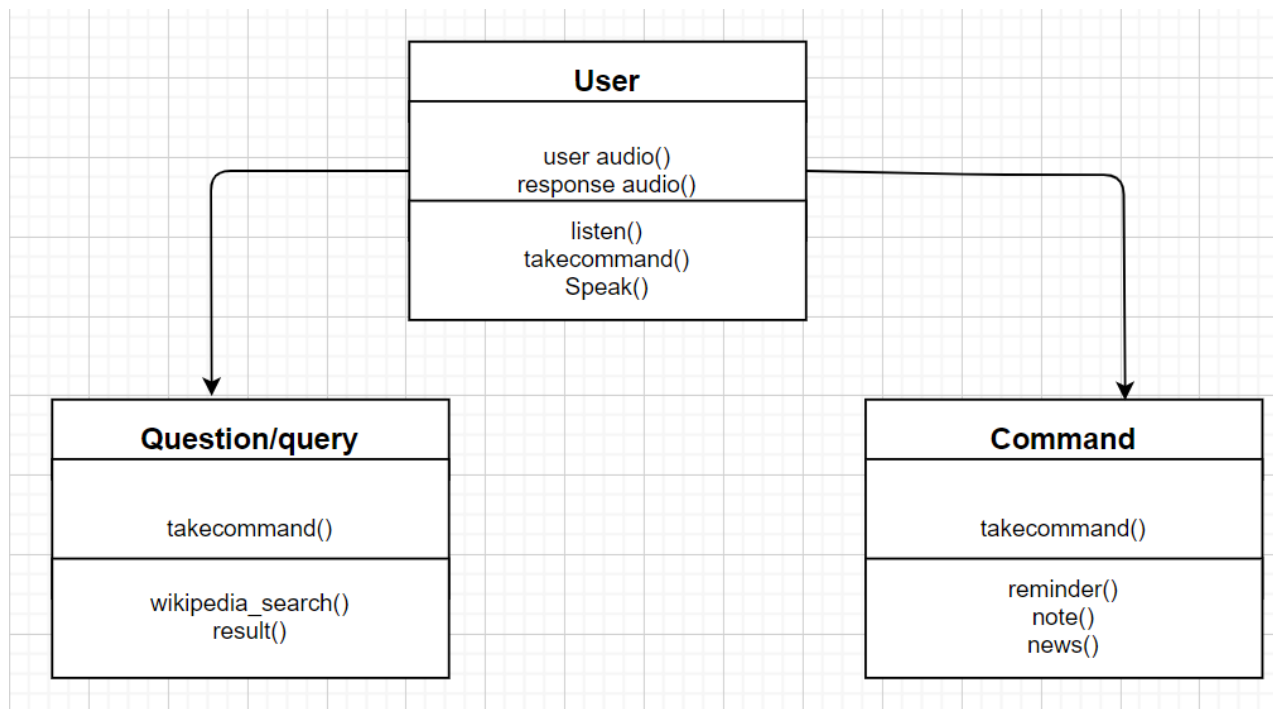 User
user audio()
response audio()
listen()
takecommand()
Speak()
Question/query
takecommand()
wikipedia_search()
result()
Command
takecommand()
reminder()
note()
news()